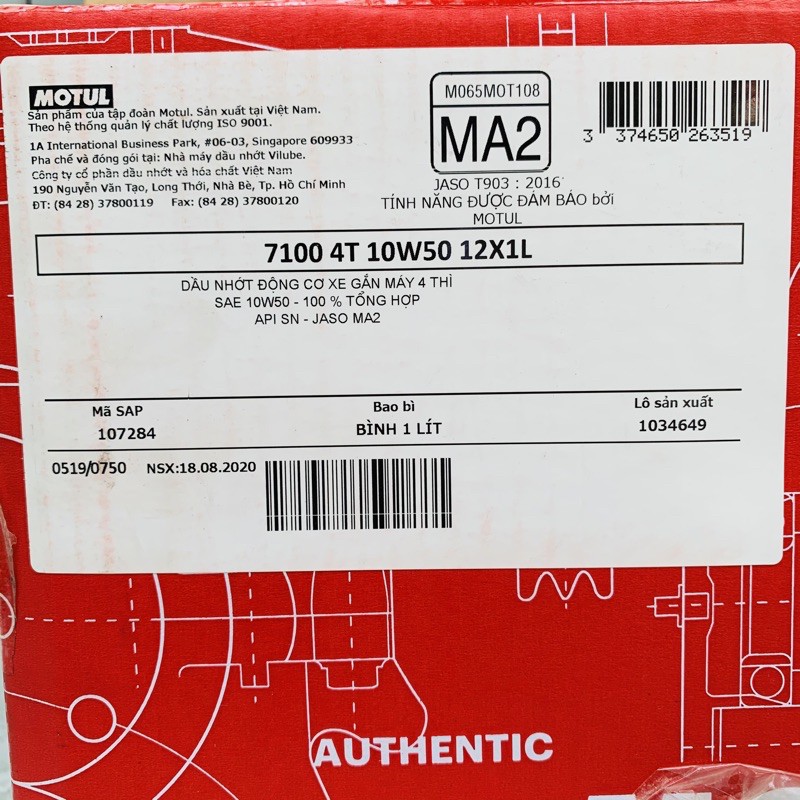 MOTUL
Sản phẩm của tập đoàn Motul. Sản xuất tại Việt Nam.
Theo hệ thống quản lý chất lượng ISO 9001.
1A International Business Park, #06-03, Singapore 609933
Pha chế và đóng gói tại: Nhà máy dầu nhớt Vilube.
Công ty cổ phần dầu nhớt và hóa chất Việt Nam
190 Nguyễn Văn Tạo, Long Thới, Nhà Bè, Tp. Hồ Chí Minh
ĐT: (84 28) 37800119 Fax: (84 28) 37800120
M065MOT108
MA2
JASO T903 : 2016
TÍNH NĂNG ĐƯỢC ĐẢM BẢO bởi
MOTUL
3 374650 263519
7100 4T 10W50 12X1L
DẦU NHỚT ĐỘNG CƠ XE GẮN MÁY 4 THÌ
SAE 10W50 - 100 % TỔNG HỢP
API SN - JASO MA2
Mã SAP Bao bì Lô sản xuất
107284 BÌNH 1 LÍT 1034649
0519/0750 NSX:18.08.2020
AUTHENTIC